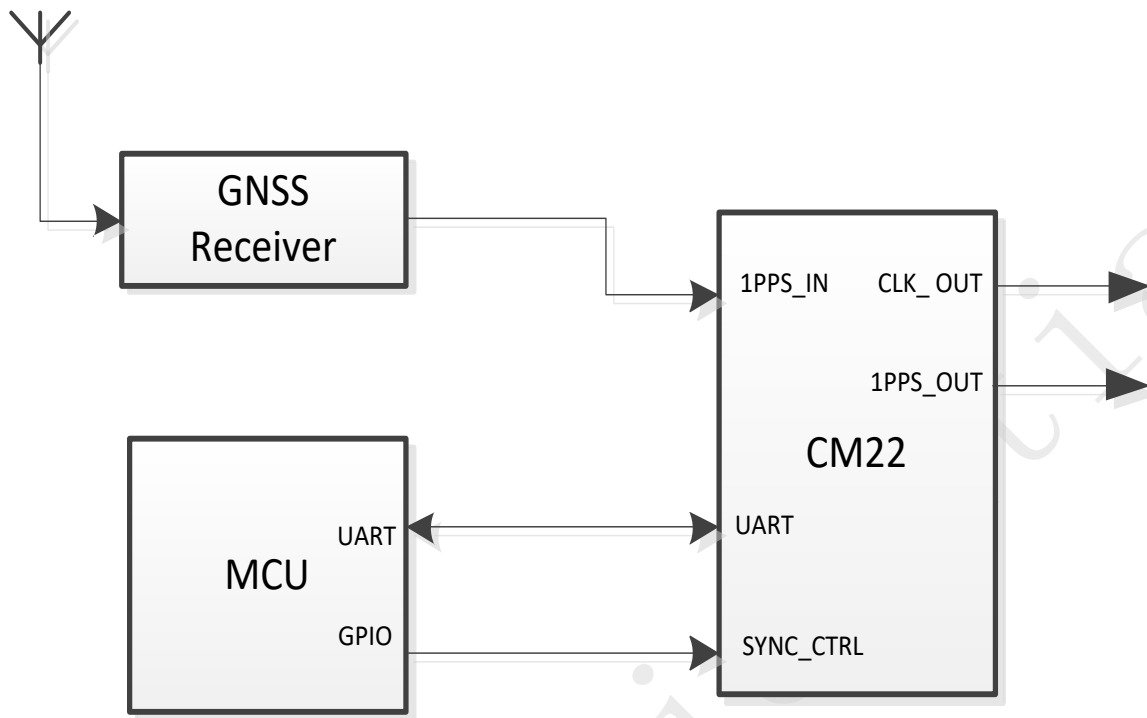 GNSS
Receiver
1PPS_IN
CLK_ OUT
1PPS_OUT
CM22
UART
SYNC_CTRL
UART
MCU
GPIO